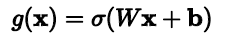 g(x) = σ(Wx + b)